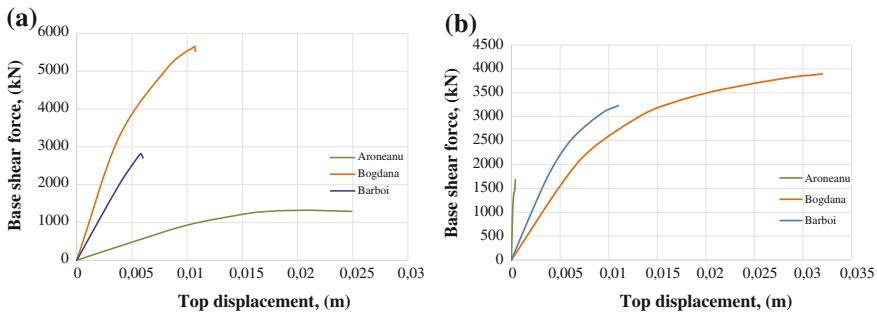 (a)
Base shear force, (kN)
6000
5000
4000
3000
2000
1000
0
0
0,005
0,01
0,015
0,02
0,025
0,03
Top displacement, (m)
Aroneanu
Bogdana
Barboi
(b)
Base shear force, (kN)
4500
4000
3500
3000
2500
2000
1500
1000
500
0
0
0,005
0,01
0,015
0,02
0,025
0,03
0,035
Top displacement, (m)
Aroneanu
Bogdana
Barboi